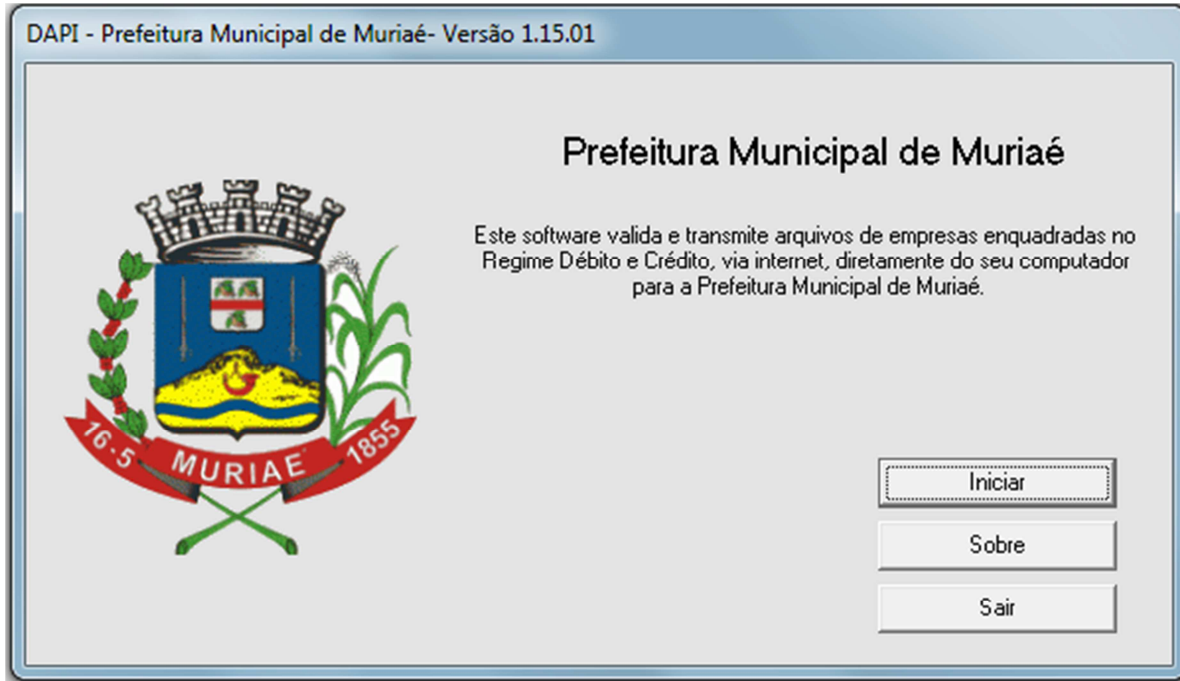 DAPI - Prefeitura Municipal de Muriaé- Versão 1.15.01
Prefeitura Municipal de Muriaé
Este software valida e transmite arquivos de empresas enquadradas no
Regime Débito e Crédito, via internet, diretamente do seu computador
para a Prefeitura Municipal de Muriaé.
16-5 MURIAÉ 1855
Iniciar
Sobre
Sair